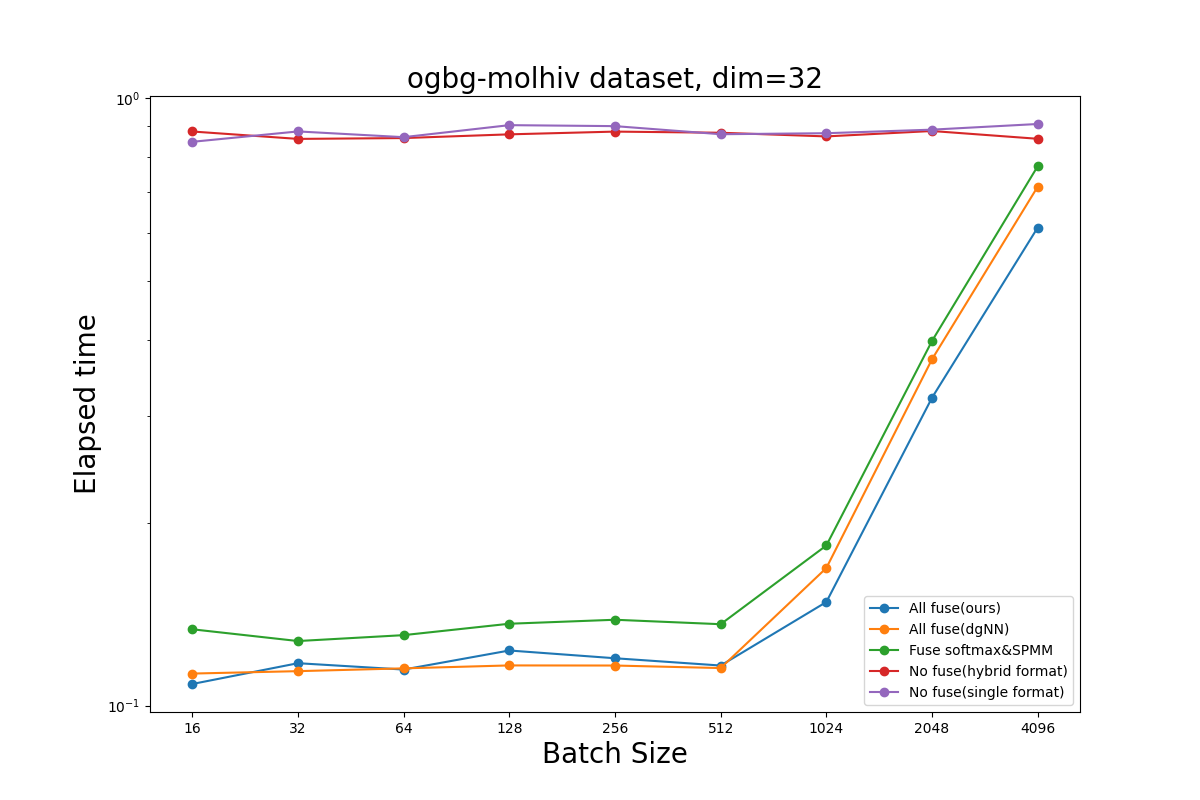 ogbg-molhiv dataset, dim=32
10⁰
10⁻¹
Elapsed time
16 32 64 128 256 512 1024 2048 4096
Batch Size
All fuse(ours)
All fuse(dgNN)
Fuse softmax&SPMM
No fuse(hybrid format)
No fuse(single format)